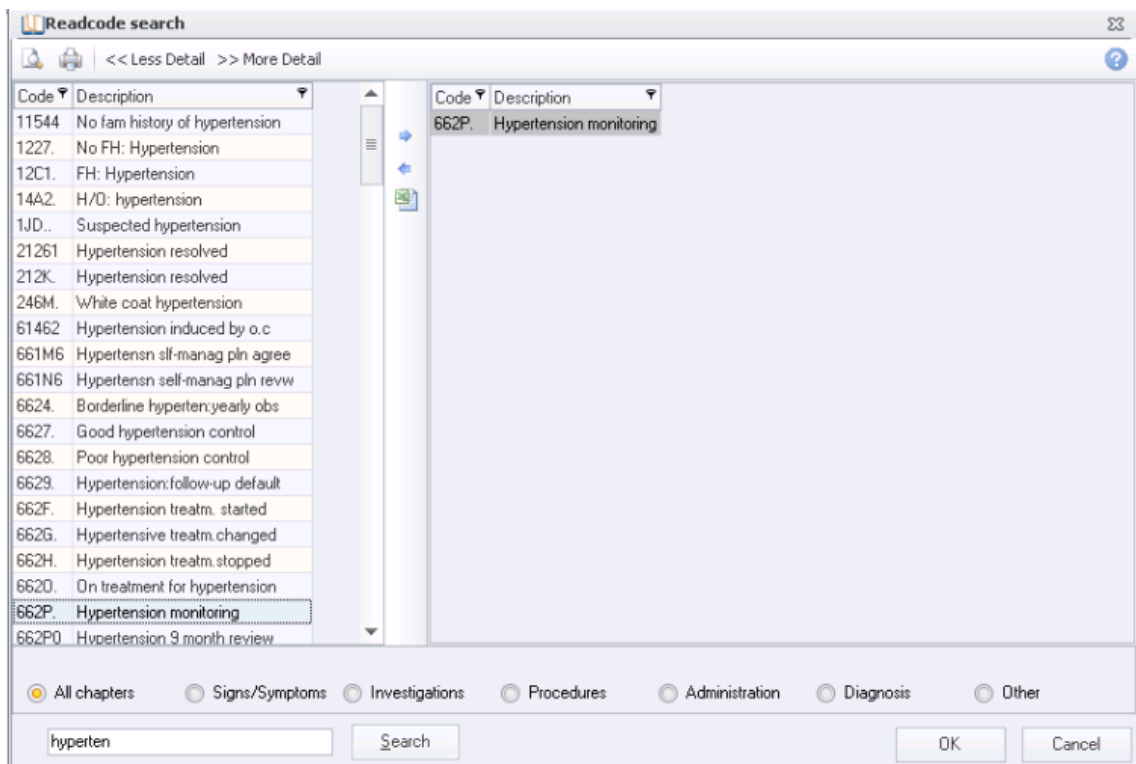 Readcode search
<< Less Detail >> More Detail
Code Description
11544 No fam history of hypertension
1227. No FH: Hypertension
12C1. FH: Hypertension
14A2. H/O: hypertension
1JD.. Suspected hypertension
21261 Hypertension resolved
212K. Hypertension resolved
246M. White coat hypertension
61462 Hypertension induced by o.c
661M6 Hypertensn slf-manag pln agree
661N6 Hypertensn self-manag pln revw
6624. Borderline hyperten:yearly obs
6627. Good hypertension control
6628. Poor hypertension control
6629. Hypertension:follow-up default
662F. Hypertension treatm. started
662G. Hypertensive treatm.changed
662H. Hypertension treatm.stopped
662O. On treatment for hypertension
662P. Hypertension monitoring
662P0 Hypertension 9 month review
Code Description
662P. Hypertension monitoring
All chapters Signs/Symptoms Investigations Procedures Administration Diagnosis Other
hyperten Search OK Cancel